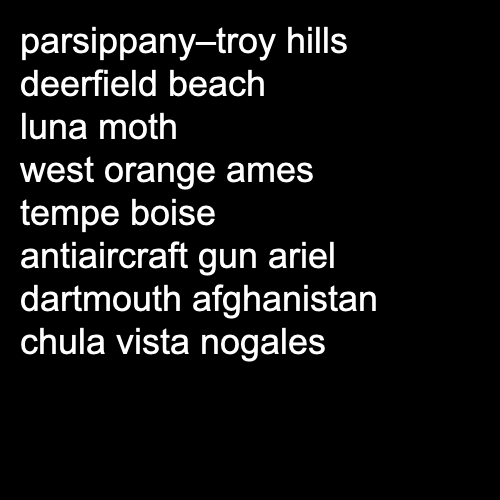 parsippany–troy hills
deerfield beach
luna moth
west orange ames
tempe boise
antiaircraft gun ariel
dartmouth afghanistan
chula vista nogales